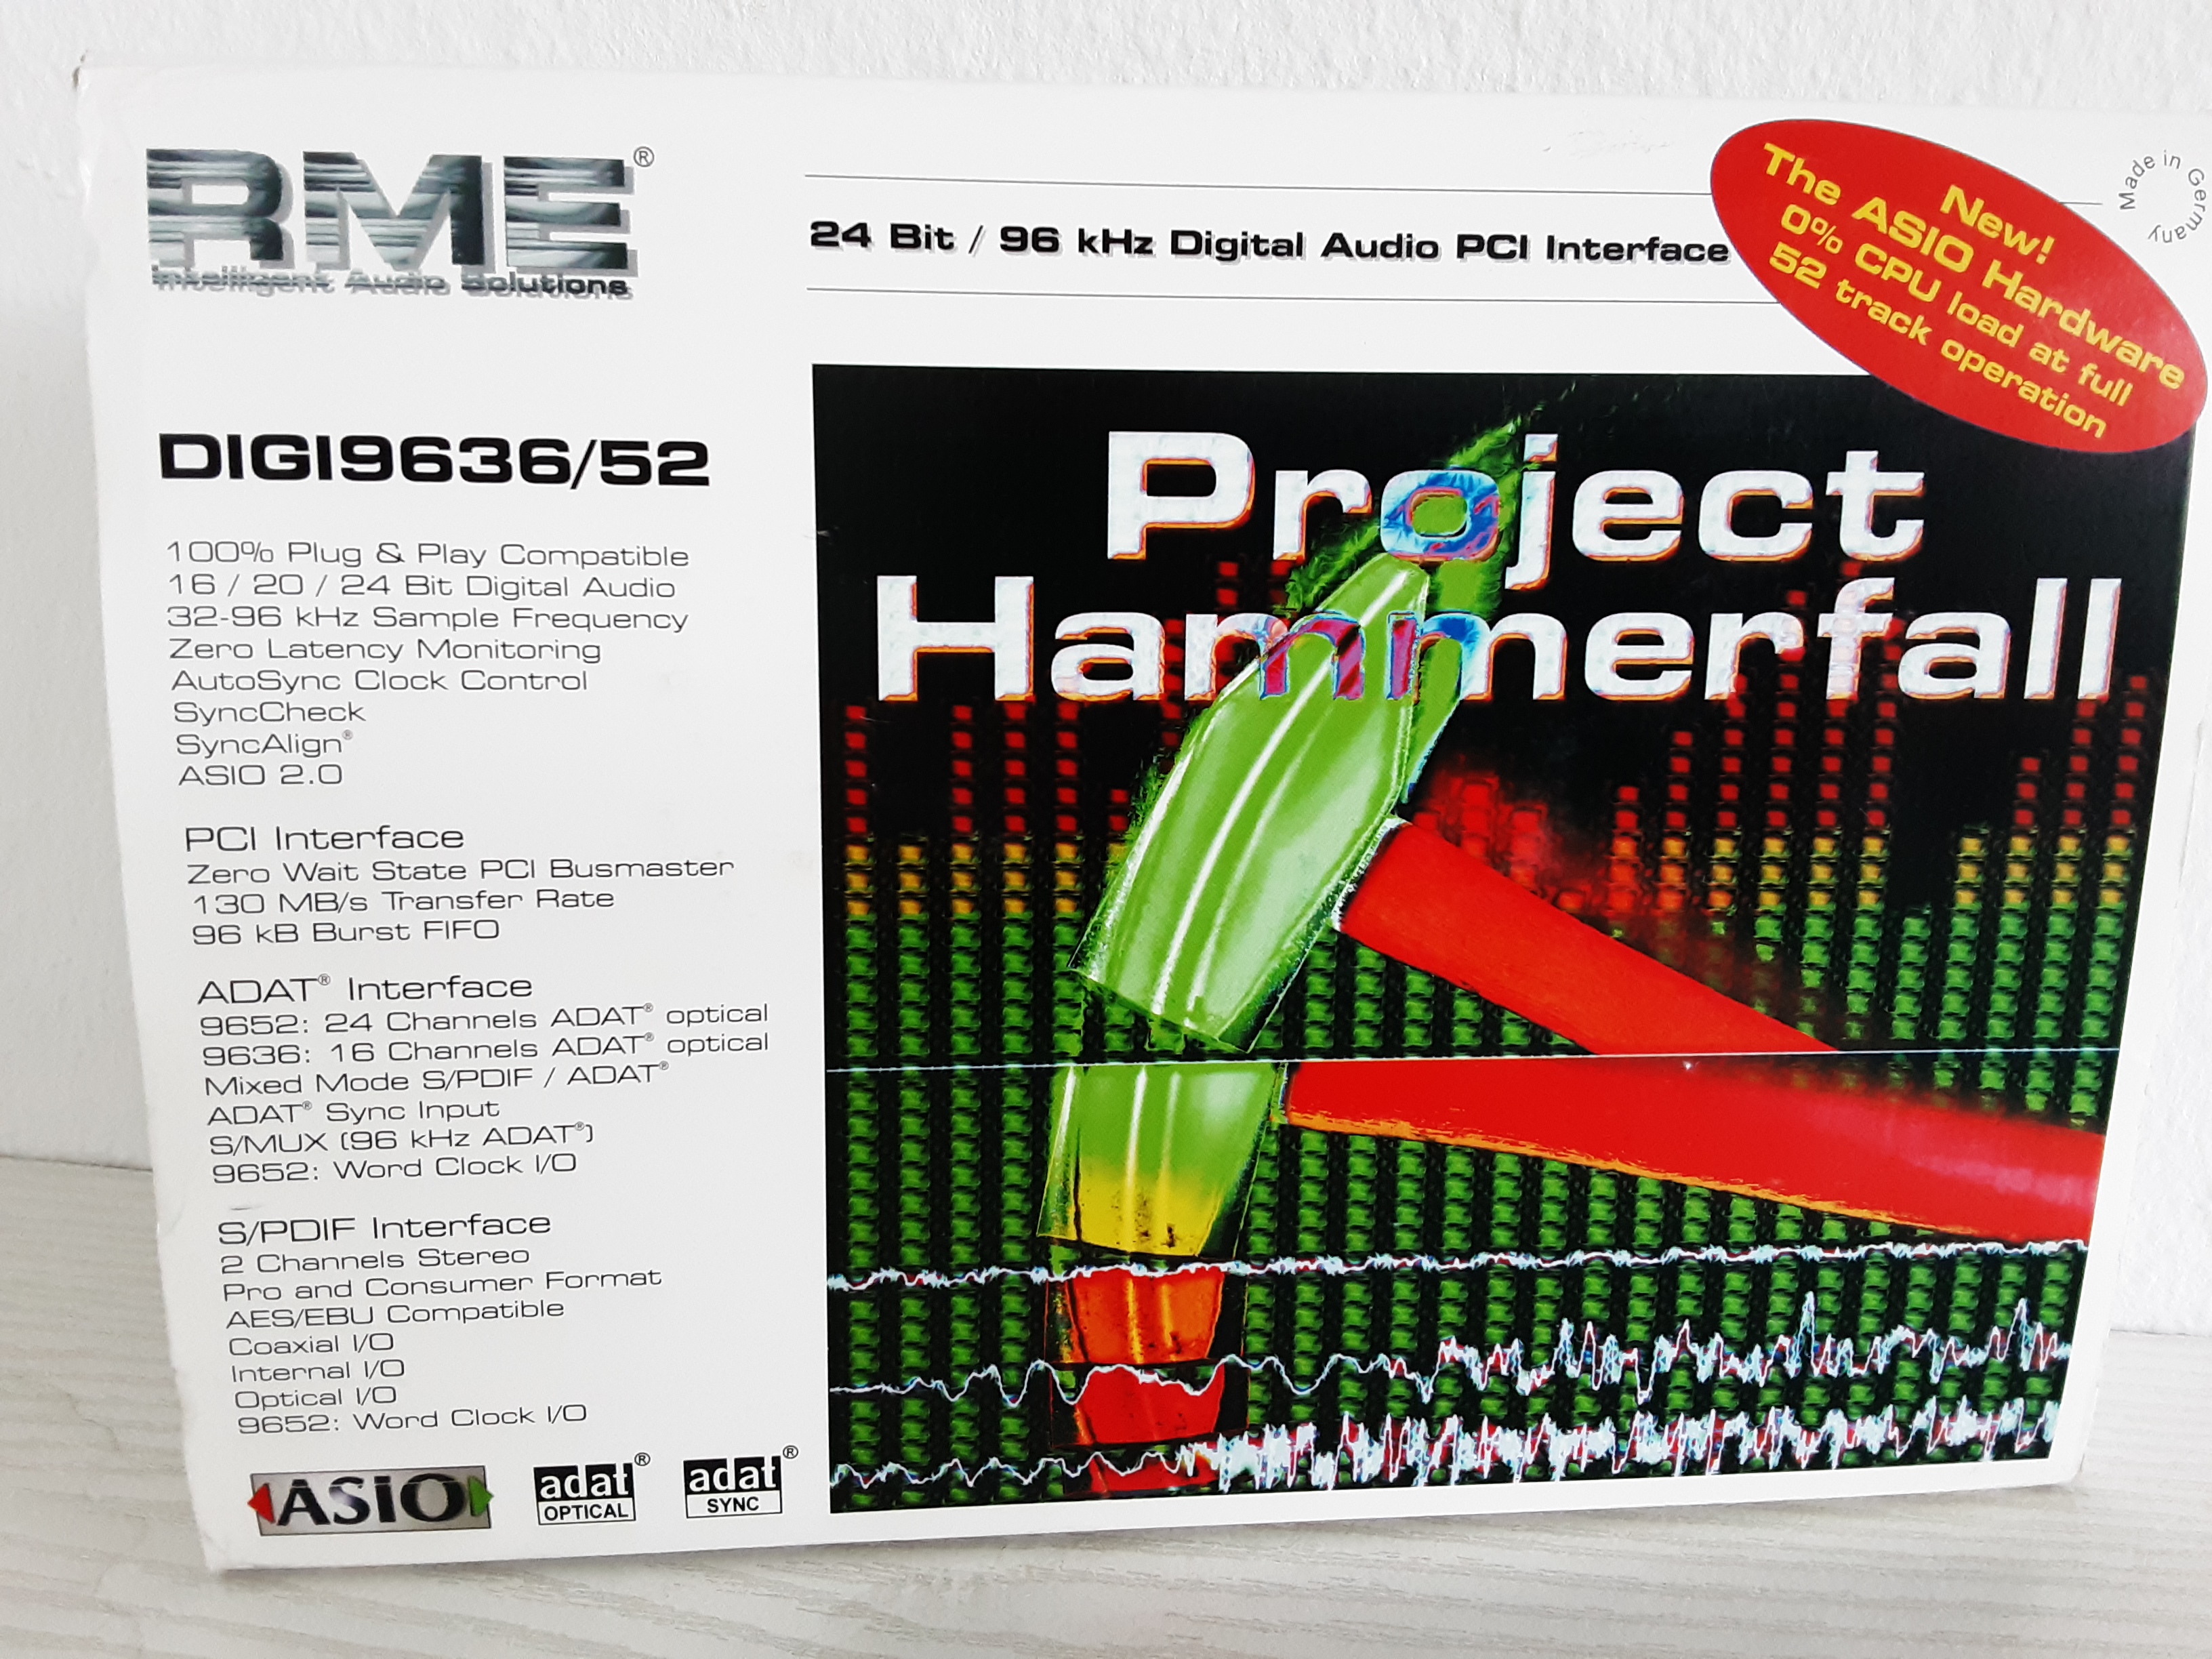 RME®
Intelligent Audio Solutions
24 Bit / 96 kHz Digital Audio PCI Interface
New!
The ASIO Hardware
0% CPU load at full
52 track operation
Made in Germany
DIGI9636/52
100% Plug & Play Compatible
16 / 20 / 24 Bit Digital Audio
32-96 kHz Sample Frequency
Zero Latency Monitoring
AutoSync Clock Control
SyncCheck
SyncAlign®
ASIO 2.0
PCI Interface
Zero Wait State PCI Busmaster
130 MB/s Transfer Rate
96 kB Burst FIFO
ADAT® Interface
9652: 24 Channels ADAT® optical
9636: 16 Channels ADAT® optical
Mixed Mode S/PDIF / ADAT®
ADAT® Sync Input
S/MUX (96 kHz ADAT®)
9652: Word Clock I/O
S/PDIF Interface
2 Channels Stereo
Pro and Consumer Format
AES/EBU Compatible
Coaxial I/O
Internal I/O
Optical I/O
9652: Word Clock I/O
ASIO
adat®
OPTICAL
adat®
SYNC
Project
Hammerfall